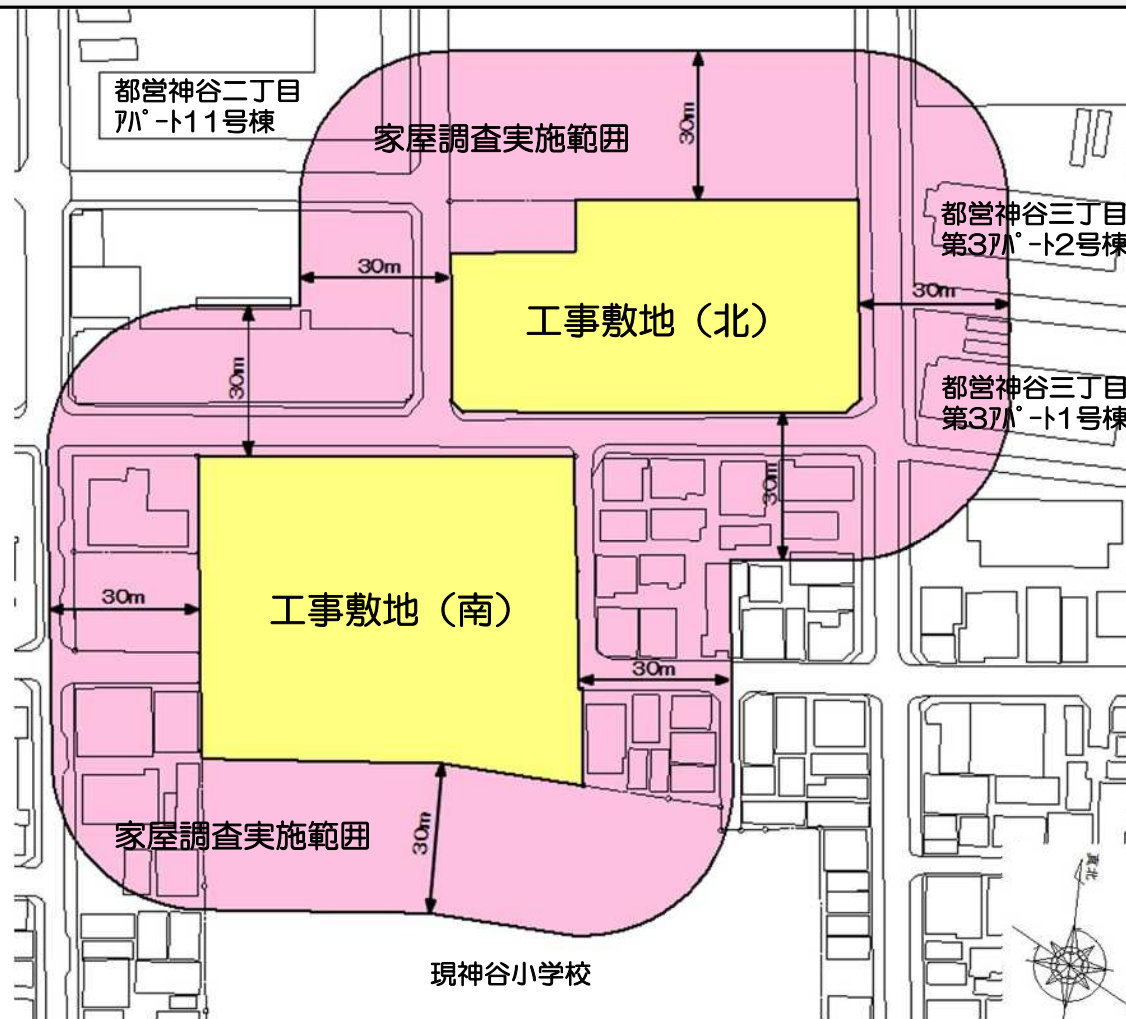 都営神谷二丁目
ｱﾊﾟｰﾄ11号棟
家屋調査実施範囲
30m
都営神谷三丁目
第3ｱﾊﾟｰﾄ2号棟
30m
30m
工事敷地（北）
30m
都営神谷三丁目
第3ｱﾊﾟｰﾄ1号棟
30m
30m
工事敷地（南）
30m
30m
家屋調査実施範囲
真北
現神谷小学校